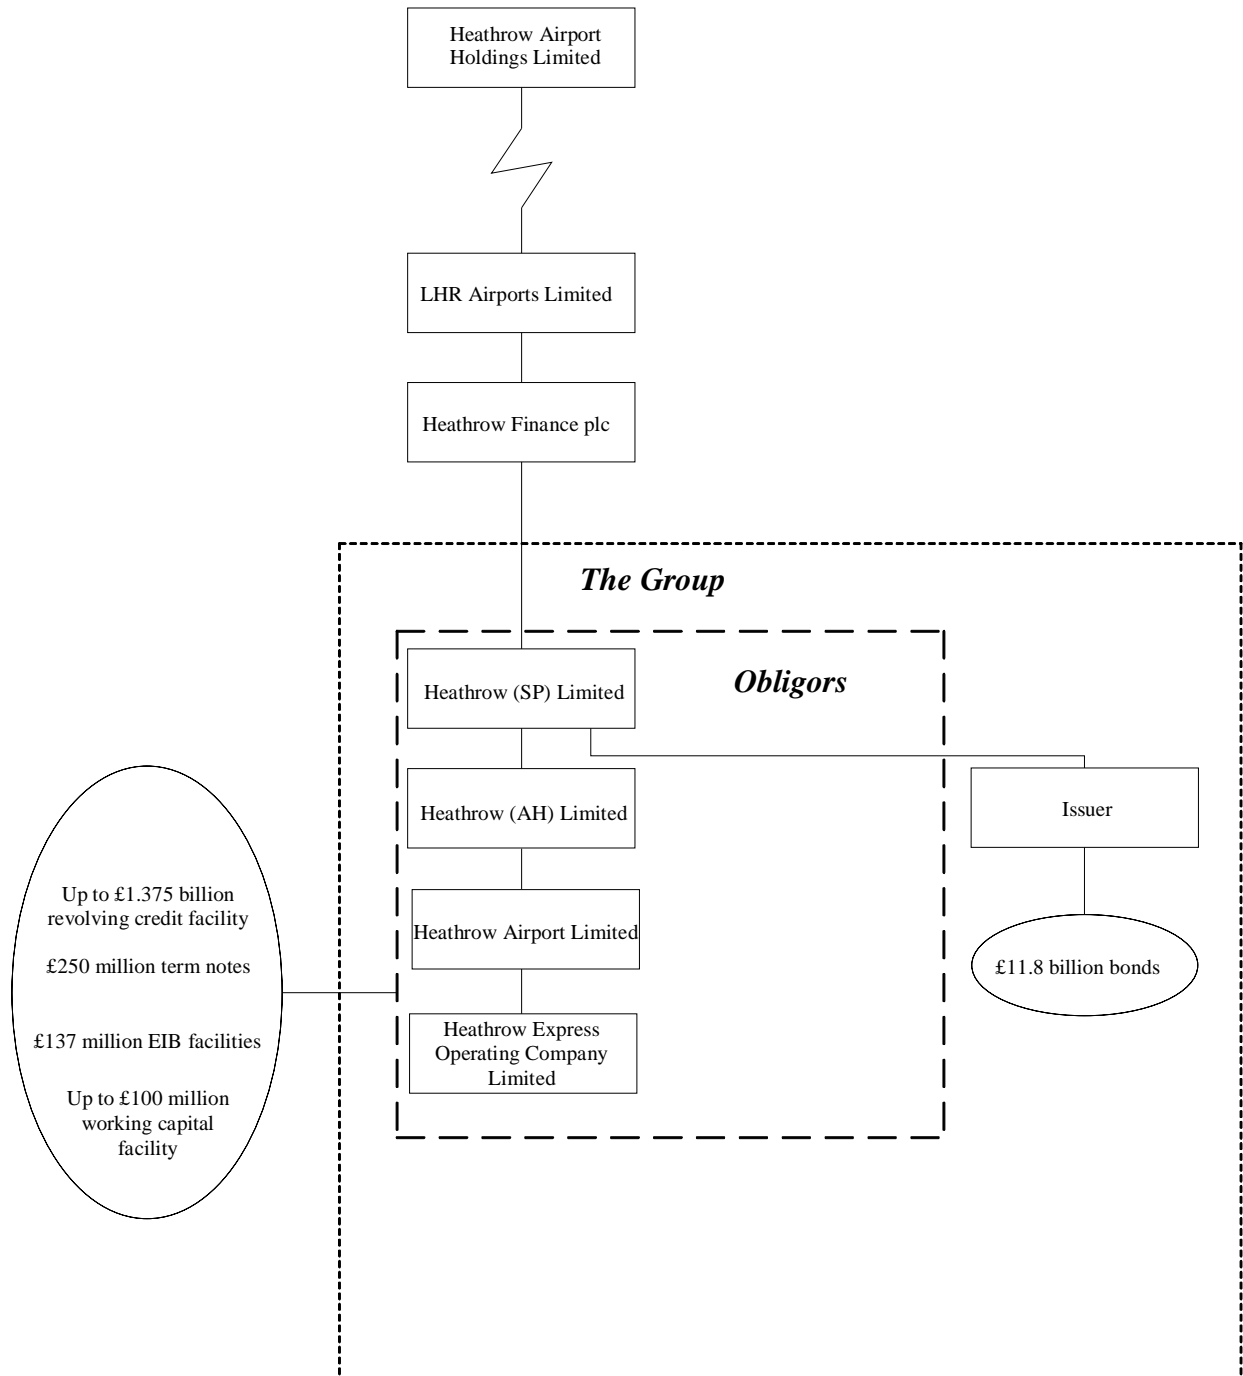 Heathrow Airport
Holdings Limited
LHR Airports Limited
Heathrow Finance plc
The Group
Obligors
Heathrow (SP) Limited
Heathrow (AH) Limited
Issuer
Up to £1.375 billion
revolving credit facility
£250 million term notes
£137 million EIB facilities
Up to £100 million
working capital
facility
Heathrow Airport Limited
£11.8 billion bonds
Heathrow Express
Operating Company
Limited